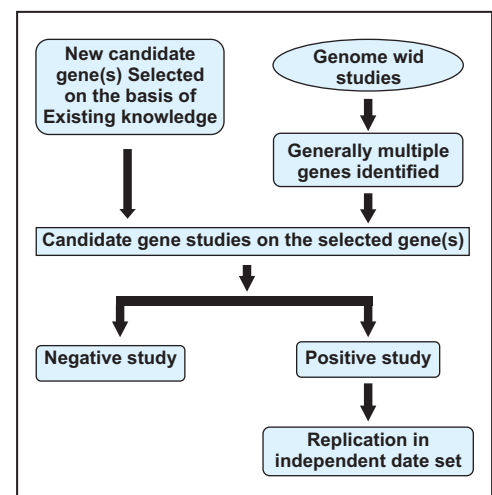 New candidate
gene(s) Selected
on the basis of
Existing knowledge
Genome wid
studies
Generally multiple
genes identified
Candidate gene studies on the selected gene(s)
Negative study
Positive study
Replication in
independent date set